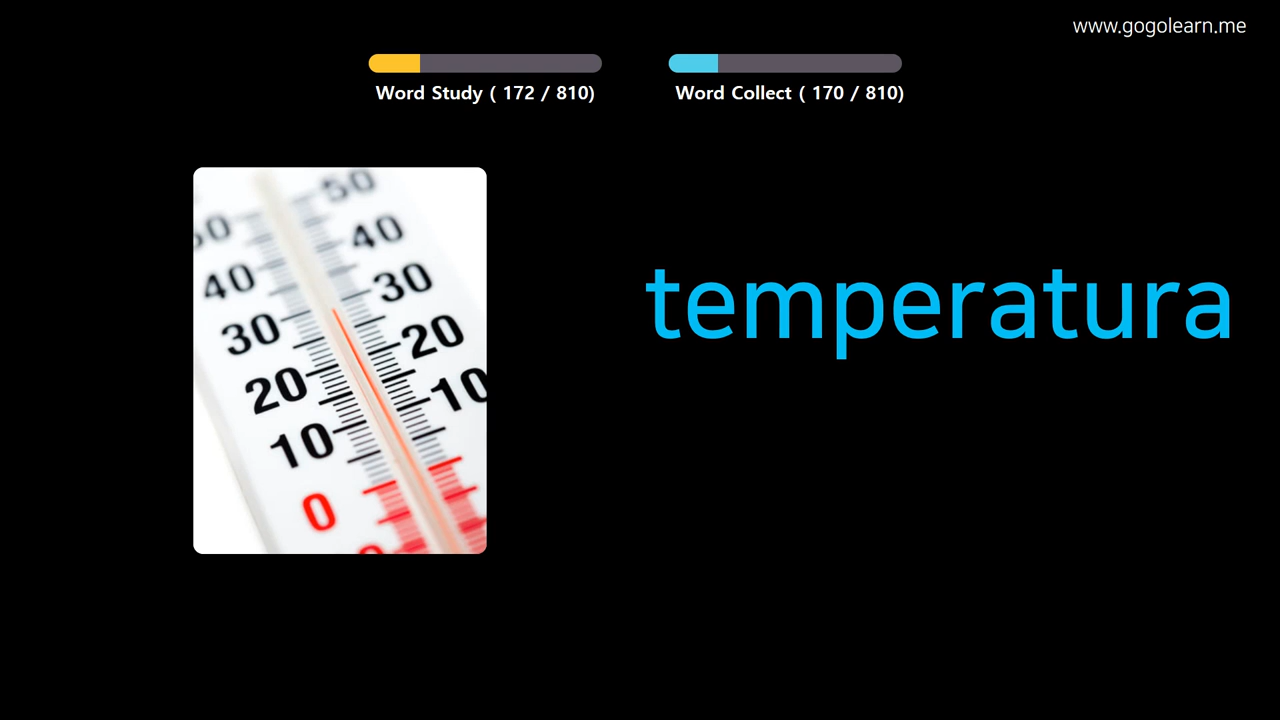 www.gogolearn.me
Word Study ( 172 / 810)
Word Collect ( 170 / 810)
temperatura
50
40
40
30
30
20
20
10
10
0